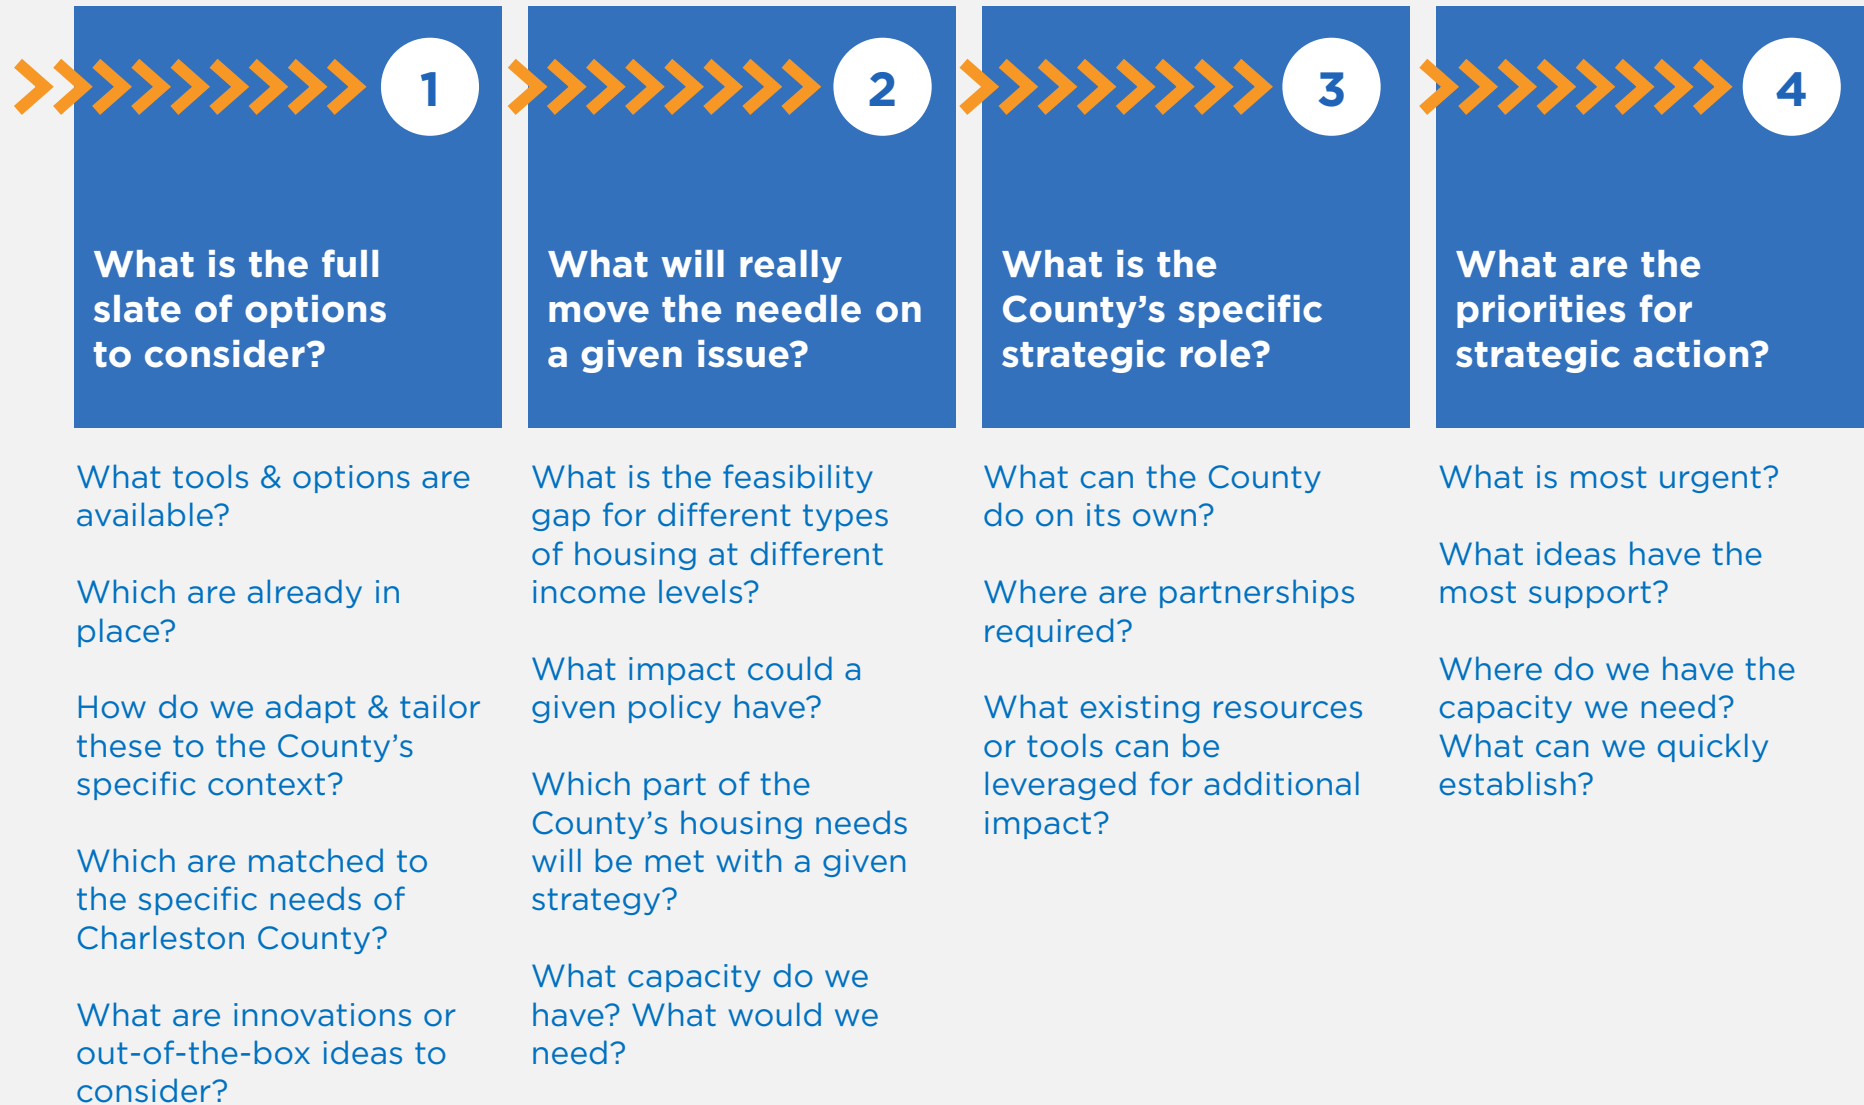 1
What is the full
slate of options
to consider?
What tools & options are
available?
Which are already in
place?
How do we adapt & tailor
these to the County’s
specific context?
Which are matched to
the specific needs of
Charleston County?
What are innovations or
out-of-the-box ideas to
consider?
2
What will really
move the needle on
a given issue?
What is the feasibility
gap for different types
of housing at different
income levels?
What impact could a
given policy have?
Which part of the
County’s housing needs
will be met with a given
strategy?
What capacity do we
have? What would we
need?
3
What is the
County’s specific
strategic role?
What can the County
do on its own?
Where are partnerships
required?
What existing resources
or tools can be
leveraged for additional
impact?
4
What are the
priorities for
strategic action?
What is most urgent?
What ideas have the
most support?
Where do we have the
capacity we need?
What can we quickly
establish?